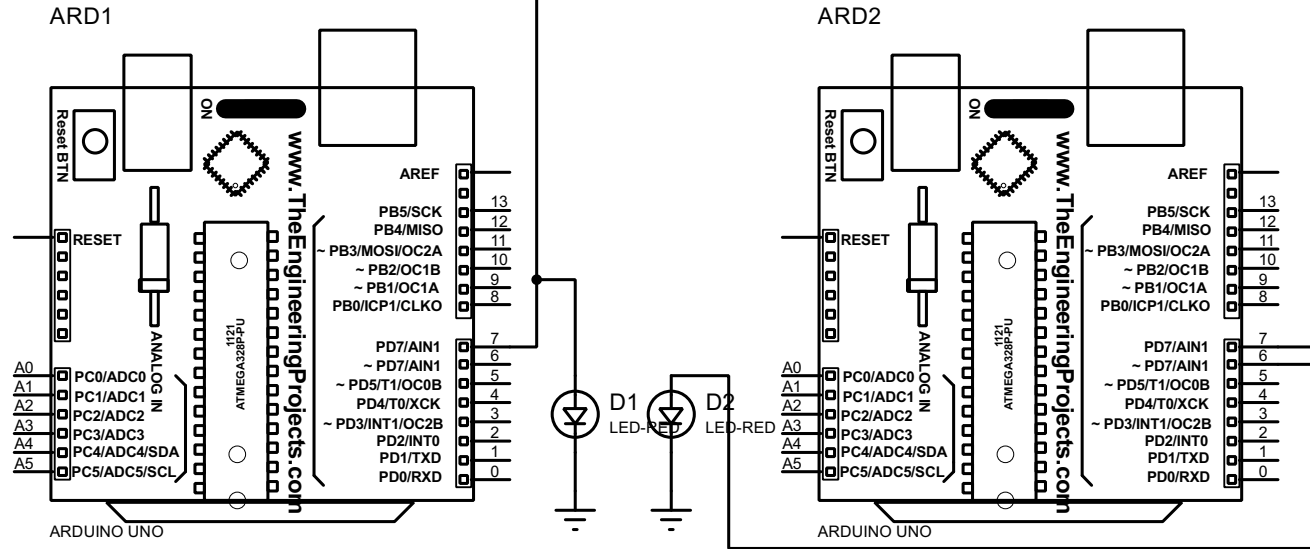 ARD1
ON
Reset BTN
www.TheEngineeringProjects.com
AREF
PB5/SCK
13
PB4/MISO
12
~ PB3/MOSI/OC2A
11
~ PB2/OC1B
10
~ PB1/OC1A
9
PB0/ICP1/CLKO
8
RESET
1121
ATMEGA328P-PU
ANALOG IN
PD7/AIN1
7
~ PD7/AIN1
6
~ PD5/T1/OC0B
5
PD4/T0/XCK
4
~ PD3/INT1/OC2B
3
PD2/INT0
2
PD1/TXD
1
PD0/RXD
0
A0
PC0/ADC0
A1
PC1/ADC1
A2
PC2/ADC2
A3
PC3/ADC3
A4
PC4/ADC4/SDA
A5
PC5/ADC5/SCL
ARDUINO UNO
D1
LED-RED
D2
LED-RED
ARD2
ON
Reset BTN
www.TheEngineeringProjects.com
AREF
PB5/SCK
13
PB4/MISO
12
~ PB3/MOSI/OC2A
11
~ PB2/OC1B
10
~ PB1/OC1A
9
PB0/ICP1/CLKO
8
RESET
1121
ATMEGA328P-PU
ANALOG IN
PD7/AIN1
7
~ PD7/AIN1
6
~ PD5/T1/OC0B
5
PD4/T0/XCK
4
~ PD3/INT1/OC2B
3
PD2/INT0
2
PD1/TXD
1
PD0/RXD
0
A0
PC0/ADC0
A1
PC1/ADC1
A2
PC2/ADC2
A3
PC3/ADC3
A4
PC4/ADC4/SDA
A5
PC5/ADC5/SCL
ARDUINO UNO